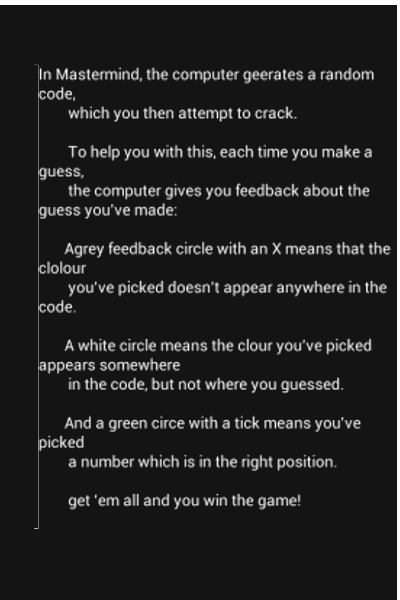 In Mastermind, the computer geerates a random
code,
which you then attempt to crack.
To help you with this, each time you make a
guess,
the computer gives you feedback about the
guess you've made:
Agrey feedback circle with an X means that the
clolour
you've picked doesn't appear anywhere in the
code.
A white circle means the clour you've picked
appears somewhere
in the code, but not where you guessed.
And a green circe with a tick means you've
picked
a number which is in the right position.
get 'em all and you win the game!